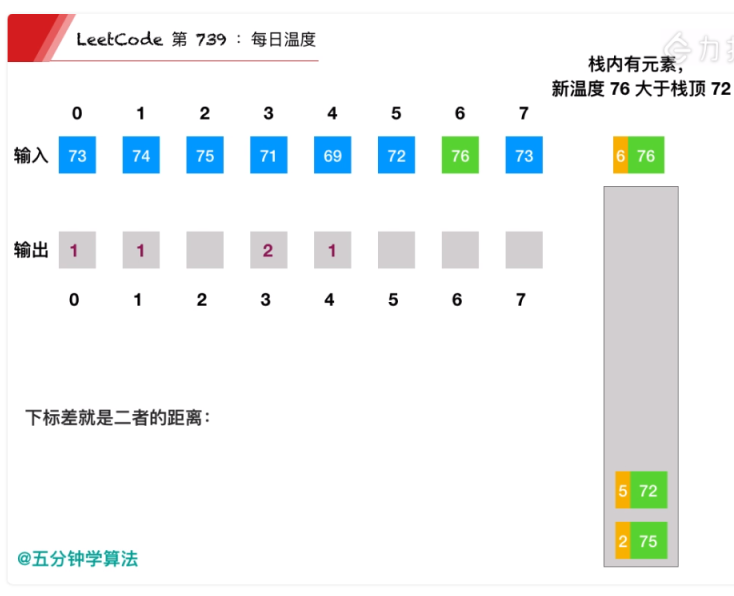 LeetCode 第 739 : 每日温度
力
栈内有元素,
新温度 76 大于栈顶 72
0 1 2 3 4 5 6 7
输入 73 74 75 71 69 72 76 73
6 76
输出 1 1 2 1
0 1 2 3 4 5 6 7
下标差就是二者的距离:
5 72
2 75
@五分钟学算法